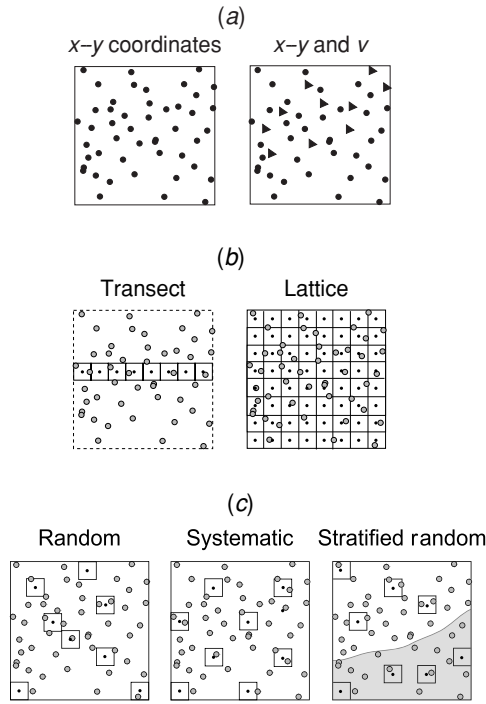 (a)
x–y coordinates x–y and v
(b)
Transect Lattice
(c)
Random Systematic Stratified random